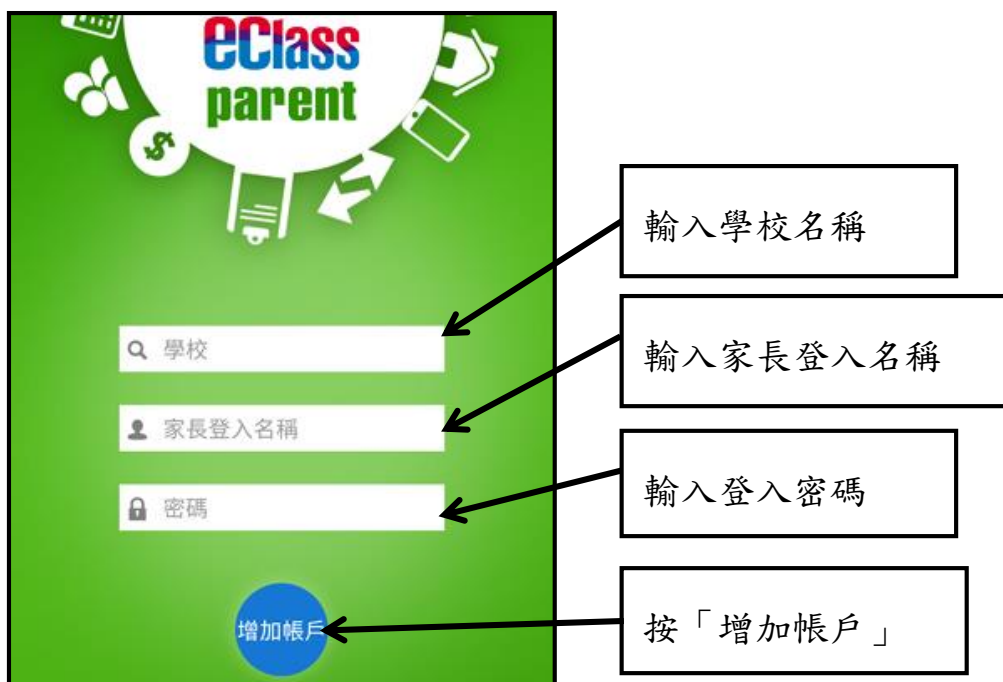 eClass
parent
$
輸入學校名稱
學校
輸入家長登入名稱
家長登入名稱
輸入登入密碼
密碼
增加帳戶
按「增加帳戶」